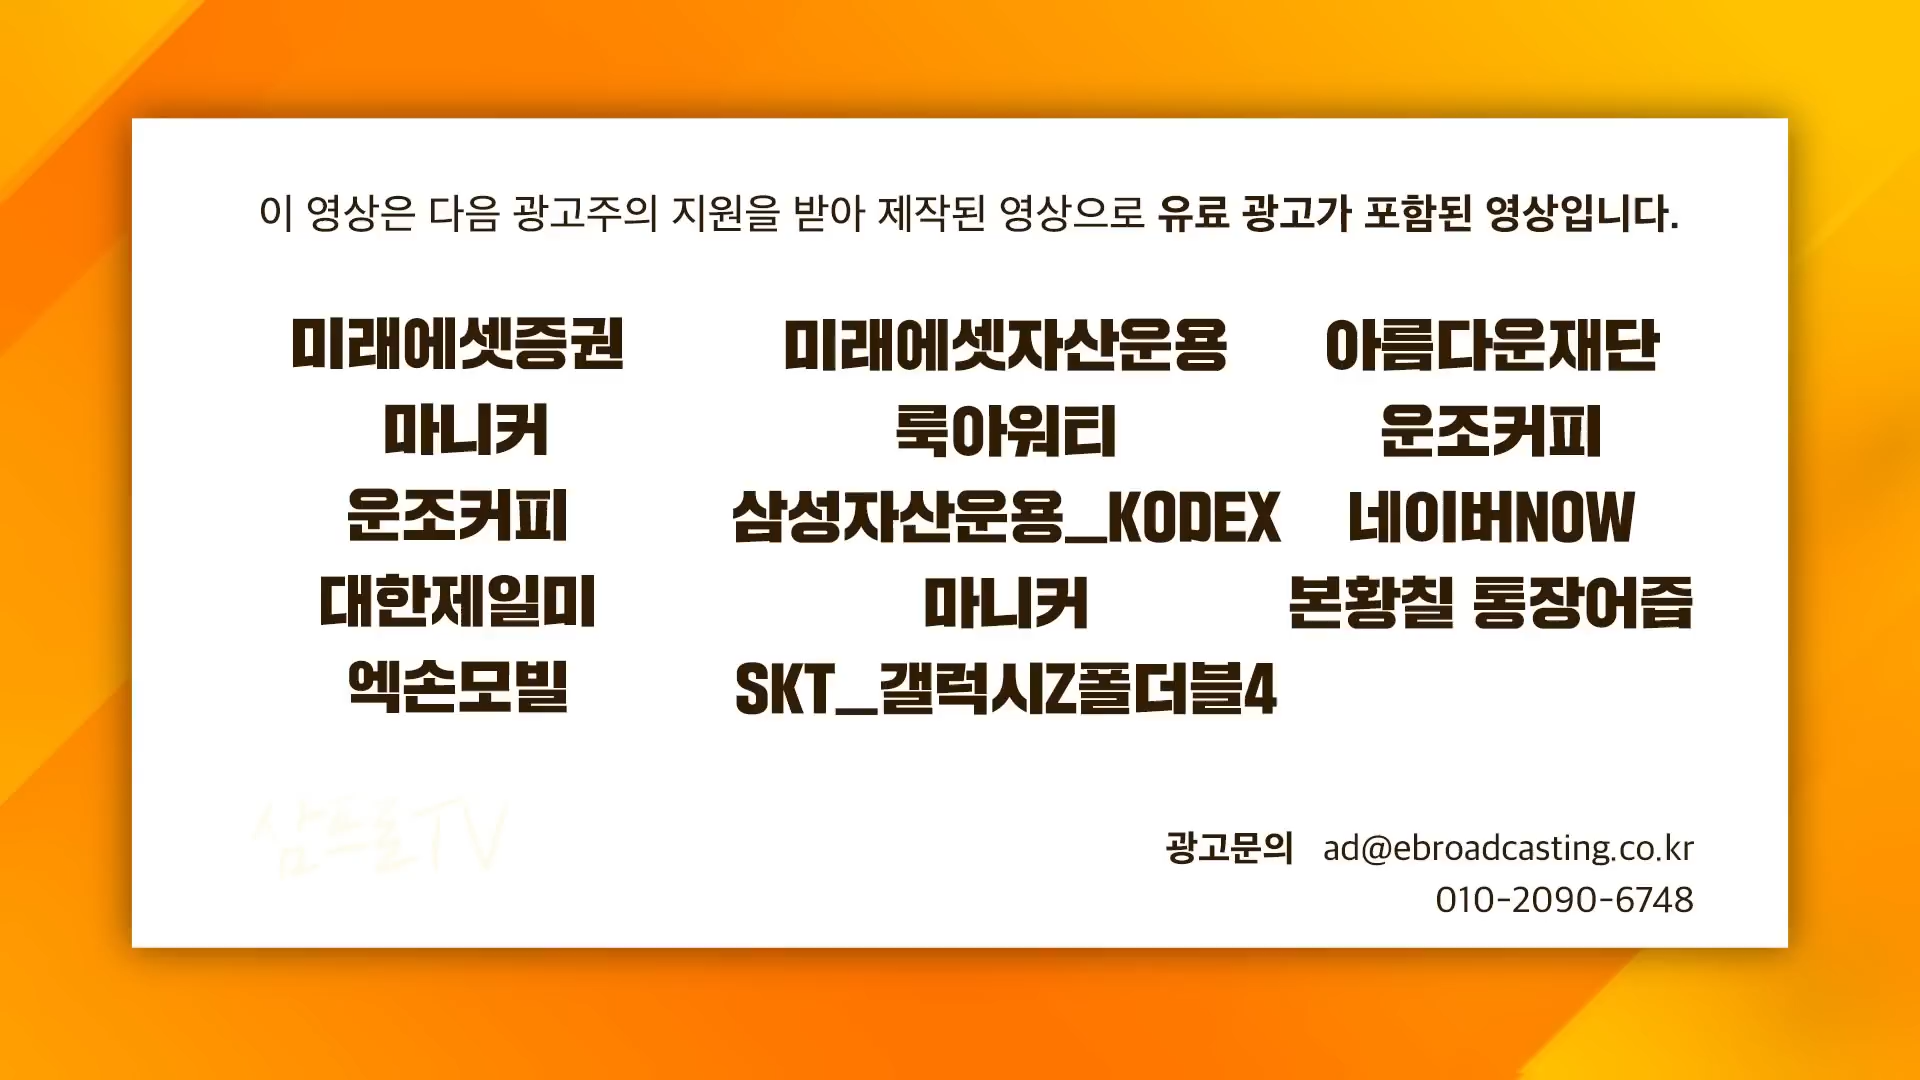 이 영상은 다음 광고주의 지원을 받아 제작된 영상으로 유료 광고가 포함된 영상입니다.
미래에셋증권 미래에셋자산운용 아름다운재단
마니커 룩아워티 운조커피
운조커피 삼성자산운용_KODEX 네이버NOW
대한제일미 마니커 본황칠 통장어즙
엑손모빌 SKT_갤럭시Z폴더블4
삼프로TV
광고문의 ad@ebroadcasting.co.kr
010-2090-6748